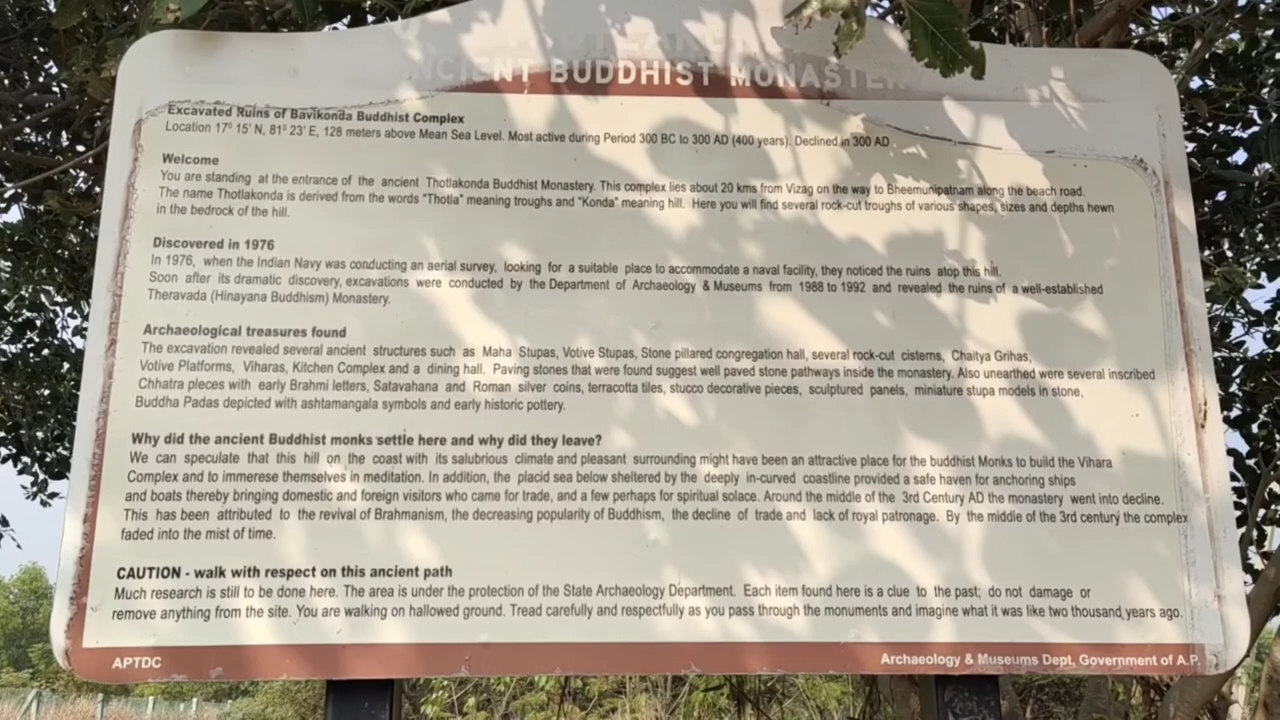 ANCIENT BUDDHIST MONASTERY
Excavated Ruins of Bavikonda Buddhist Complex
Location 17° 15' N, 81° 23' E, 128 meters above Mean Sea Level. Most active during Period 300 BC to 300 AD (400 years). Declined in 300 AD
Welcome
You are standing at the entrance of the ancient Thotlakonda Buddhist Monastery. This complex lies about 20 kms from Vizag on the way to Bheemunipatnam along the beach road.
The name Thotlakonda is derived from the words "Thotla" meaning troughs and "Konda" meaning hill. Here you will find several rock-cut troughs of various shapes, sizes and depths hewn
in the bedrock of the hill.
Discovered in 1976
In 1976, when the Indian Navy was conducting an aerial survey, looking for a suitable place to accommodate a naval facility, they noticed the ruins atop this hill.
Soon after its dramatic discovery, excavations were conducted by the Department of Archaeology & Museums from 1988 to 1992 and revealed the ruins of a well-established
Theravada (Hinayana Buddhism) Monastery.
Archaeological treasures found
The excavation revealed several ancient structures such as Maha Stupas, Votive Stupas, Stone pillared congregation hall, several rock-cut cisterns, Chaitya Grihas,
Votive Platforms, Viharas, Kitchen Complex and a dining hall. Paving stones that were found suggest well paved stone pathways inside the monastery. Also unearthed were several inscribed
Chhatra pieces with early Brahmi letters, Satavahana and Roman silver coins, terracotta tiles, stucco decorative pieces, sculptured panels, miniature stupa models in stone,
Buddha Padas depicted with ashtamangala symbols and early historic pottery.
Why did the ancient Buddhist monks settle here and why did they leave?
We can speculate that this hill on the coast with its salubrious climate and pleasant surrounding might have been an attractive place for the buddhist Monks to build the Vihara
Complex and to immerese themselves in meditation. In addition, the placid sea below sheltered by the deeply in-curved coastline provided a safe haven for anchoring ships
and boats thereby bringing domestic and foreign visitors who came for trade, and a few perhaps for spiritual solace. Around the middle of the 3rd Century AD the monastery went into decline.
This has been attributed to the revival of Brahmanism, the decreasing popularity of Buddhism, the decline of trade and lack of royal patronage. By the middle of the 3rd century the complex
faded into the mist of time.
CAUTION - walk with respect on this ancient path
Much research is still to be done here. The area is under the protection of the State Archaeology Department. Each item found here is a clue to the past; do not damage or
remove anything from the site. You are walking on hallowed ground. Tread carefully and respectfully as you pass through the monuments and imagine what it was like two thousand years ago.
APTDC
Archaeology & Museums Dept, Government of A.P.